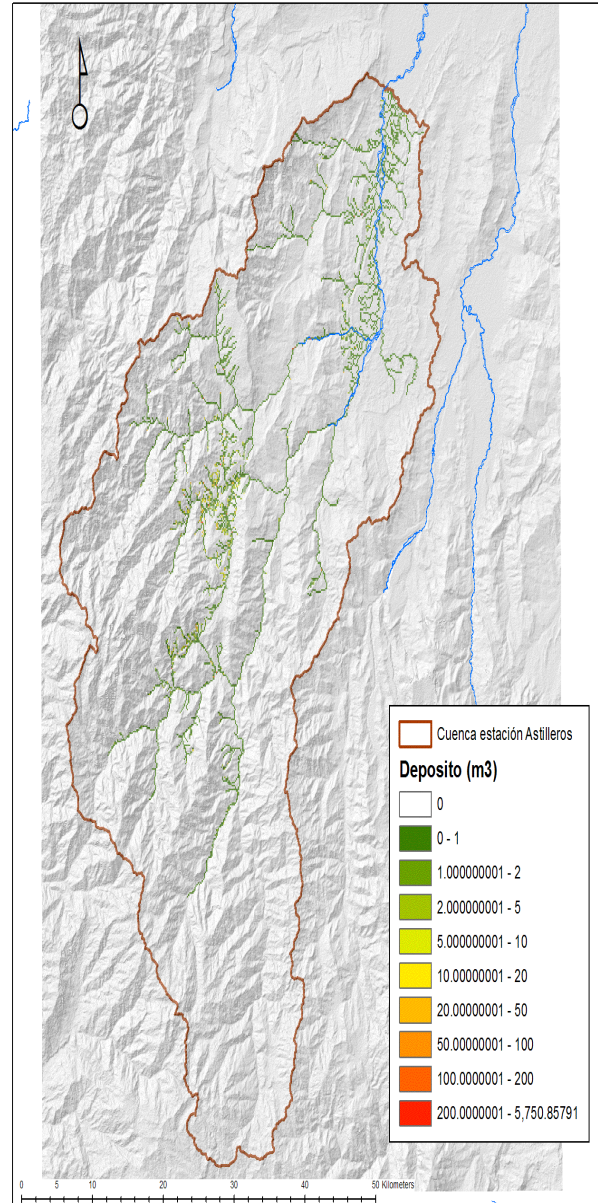 Cuenca estación Astilleros
Deposito (m3)
0
0 - 1
1.000000001 - 2
2.000000001 - 5
5.000000001 - 10
10.00000001 - 20
20.00000001 - 50
50.00000001 - 100
100.0000001 - 200
200.0000001 - 5,750.85791
0 5 10 20 30 40 50 Kilometers